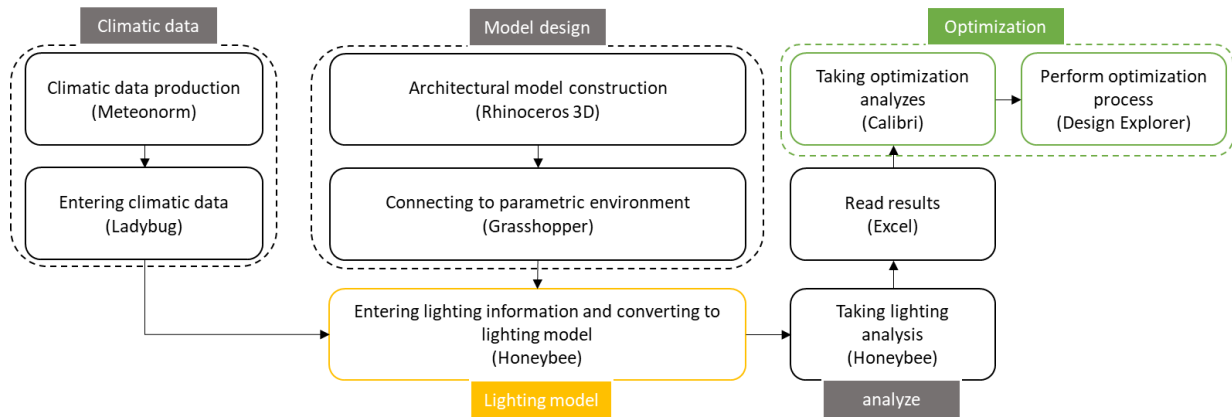 Climatic data
Climatic data production
(Meteonorm)
Entering climatic data
(Ladybug)
Model design
Architectural model construction
(Rhinoceros 3D)
Connecting to parametric environment
(Grasshopper)
Entering lighting information and converting to
lighting model
(Honeybee)
Lighting model
Optimization
Taking optimization
analyzes
(Calibri)
Perform optimization
process
(Design Explorer)
Read results
(Excel)
Taking lighting
analysis
(Honeybee)
analyze